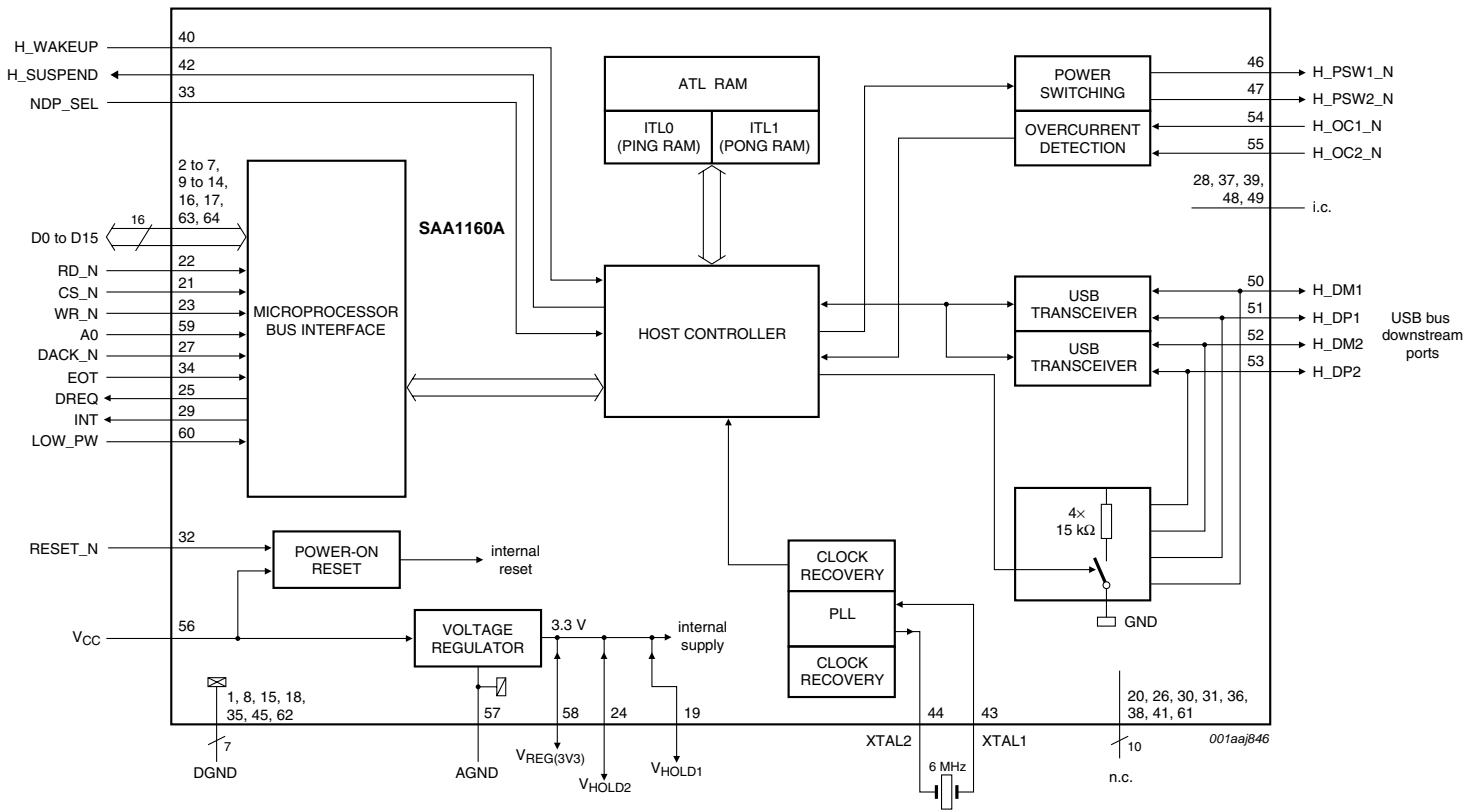 H_WAKEUP
40
H_SUSPEND
42
NDP_SEL
33
2 to 7,
9 to 14,
16, 17,
63, 64
D0 to D15
16
RD_N
22
CS_N
21
WR_N
23
A0
59
DACK_N
27
EOT
34
DREQ
25
INT
29
LOW_PW
60
MICROPROCESSOR
BUS INTERFACE
SAA1160A
ATL RAM
ITL0
(PING RAM)
ITL1
(PONG RAM)
HOST CONTROLLER
POWER
SWITCHING
OVERCURRENT
DETECTION
46
H_PSW1_N
47
H_PSW2_N
54
H_OC1_N
55
H_OC2_N
28, 37, 39,
48, 49
i.c.
USB
TRANSCEIVER
USB
TRANSCEIVER
50
H_DM1
51
H_DP1
52
H_DM2
53
H_DP2
USB bus
downstream
ports
4×
15 kΩ
GND
RESET_N
32
POWER-ON
RESET
internal
reset
VCC
56
VOLTAGE
REGULATOR
3.3 V
internal
supply
CLOCK
RECOVERY
PLL
CLOCK
RECOVERY
1, 8, 15, 18,
35, 45, 62
7
DGND
57
AGND
58
VREG(3V3)
24
VHOLD2
19
VHOLD1
44
XTAL2
43
XTAL1
6 MHz
20, 26, 30, 31, 36,
38, 41, 61
10
n.c.
001aaj846